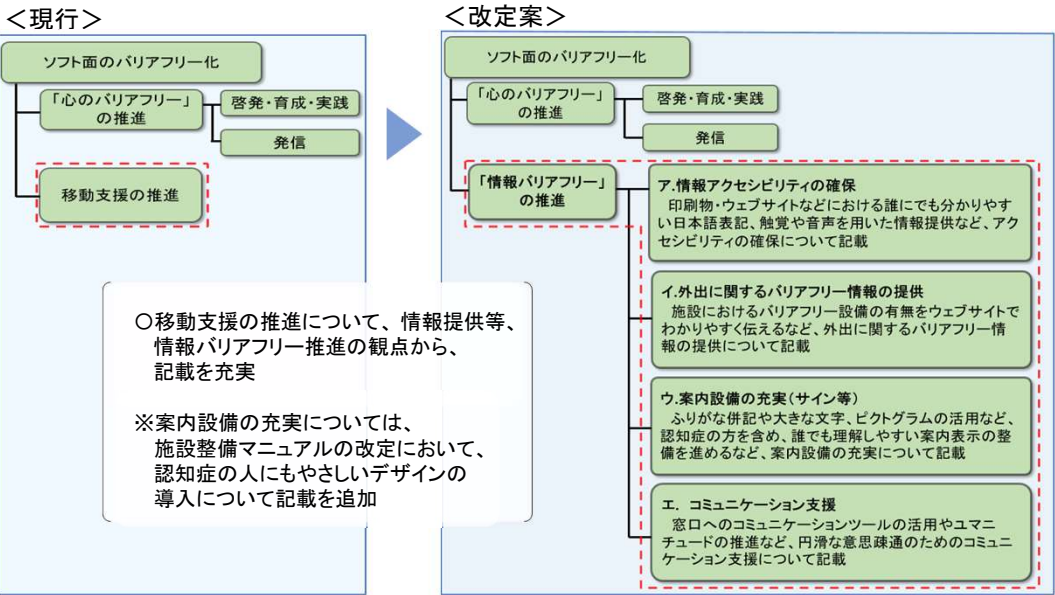 ＜現行＞
ソフト面のバリアフリー化
「心のバリアフリー」
の推進
啓発・育成・実践
発信
移動支援の推進
〇移動支援の推進について、情報提供等、
情報バリアフリー推進の観点から、
記載を充実
※案内設備の充実については、
施設整備マニュアルの改定において、
認知症の人にもやさしいデザインの
導入について記載を追加
＜改定案＞
ソフト面のバリアフリー化
「心のバリアフリー」
の推進
啓発・育成・実践
発信
「情報バリアフリー」
の推進
ア.情報アクセシビリティの確保
印刷物・ウェブサイトなどにおける誰にでも分かりやす
い日本語表記、触覚や音声を用いた情報提供など、アク
セシビリティの確保について記載
イ.外出に関するバリアフリー情報の提供
施設におけるバリアフリー設備の有無をウェブサイトで
わかりやすく伝えるなど、外出に関するバリアフリー情
報の提供について記載
ウ.案内設備の充実（サイン等）
ふりがな併記や大きな文字、ピクトグラムの活用など、
認知症の方を含め、誰でも理解しやすい案内表示の整
備を進めるなど、案内設備の充実について記載
エ. コミュニケーション支援
窓口へのコミュニケーションツールの活用やユマニ
チュードの推進など、円滑な意思疎通のためのコミュニ
ケーション支援について記載